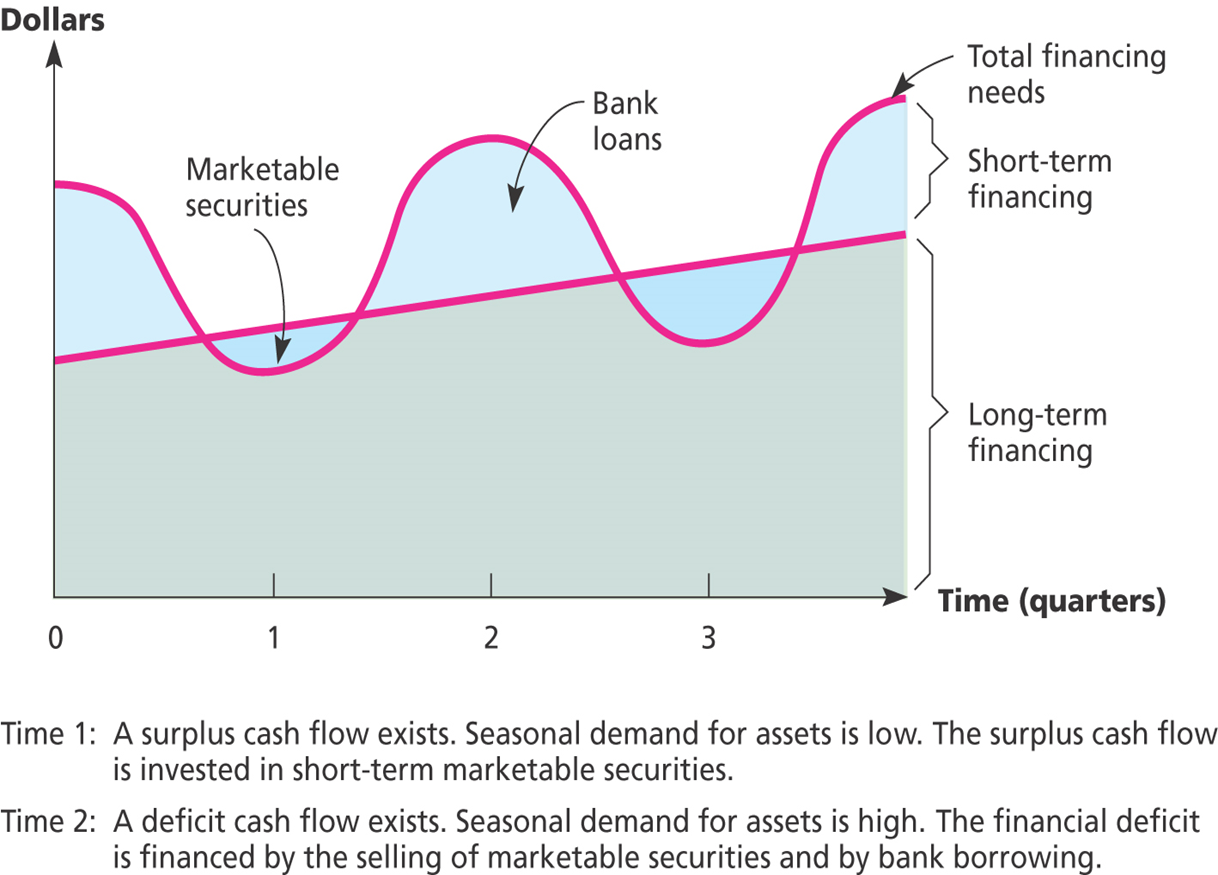 Dollars
Total financing
needs
Bank
loans
Marketable
securities
Short-term
financing
Long-term
financing
Time (quarters)
0
1
2
3
Time 1: A surplus cash flow exists. Seasonal demand for assets is low. The surplus cash flow
is invested in short-term marketable securities.
Time 2: A deficit cash flow exists. Seasonal demand for assets is high. The financial deficit
is financed by the selling of marketable securities and by bank borrowing.